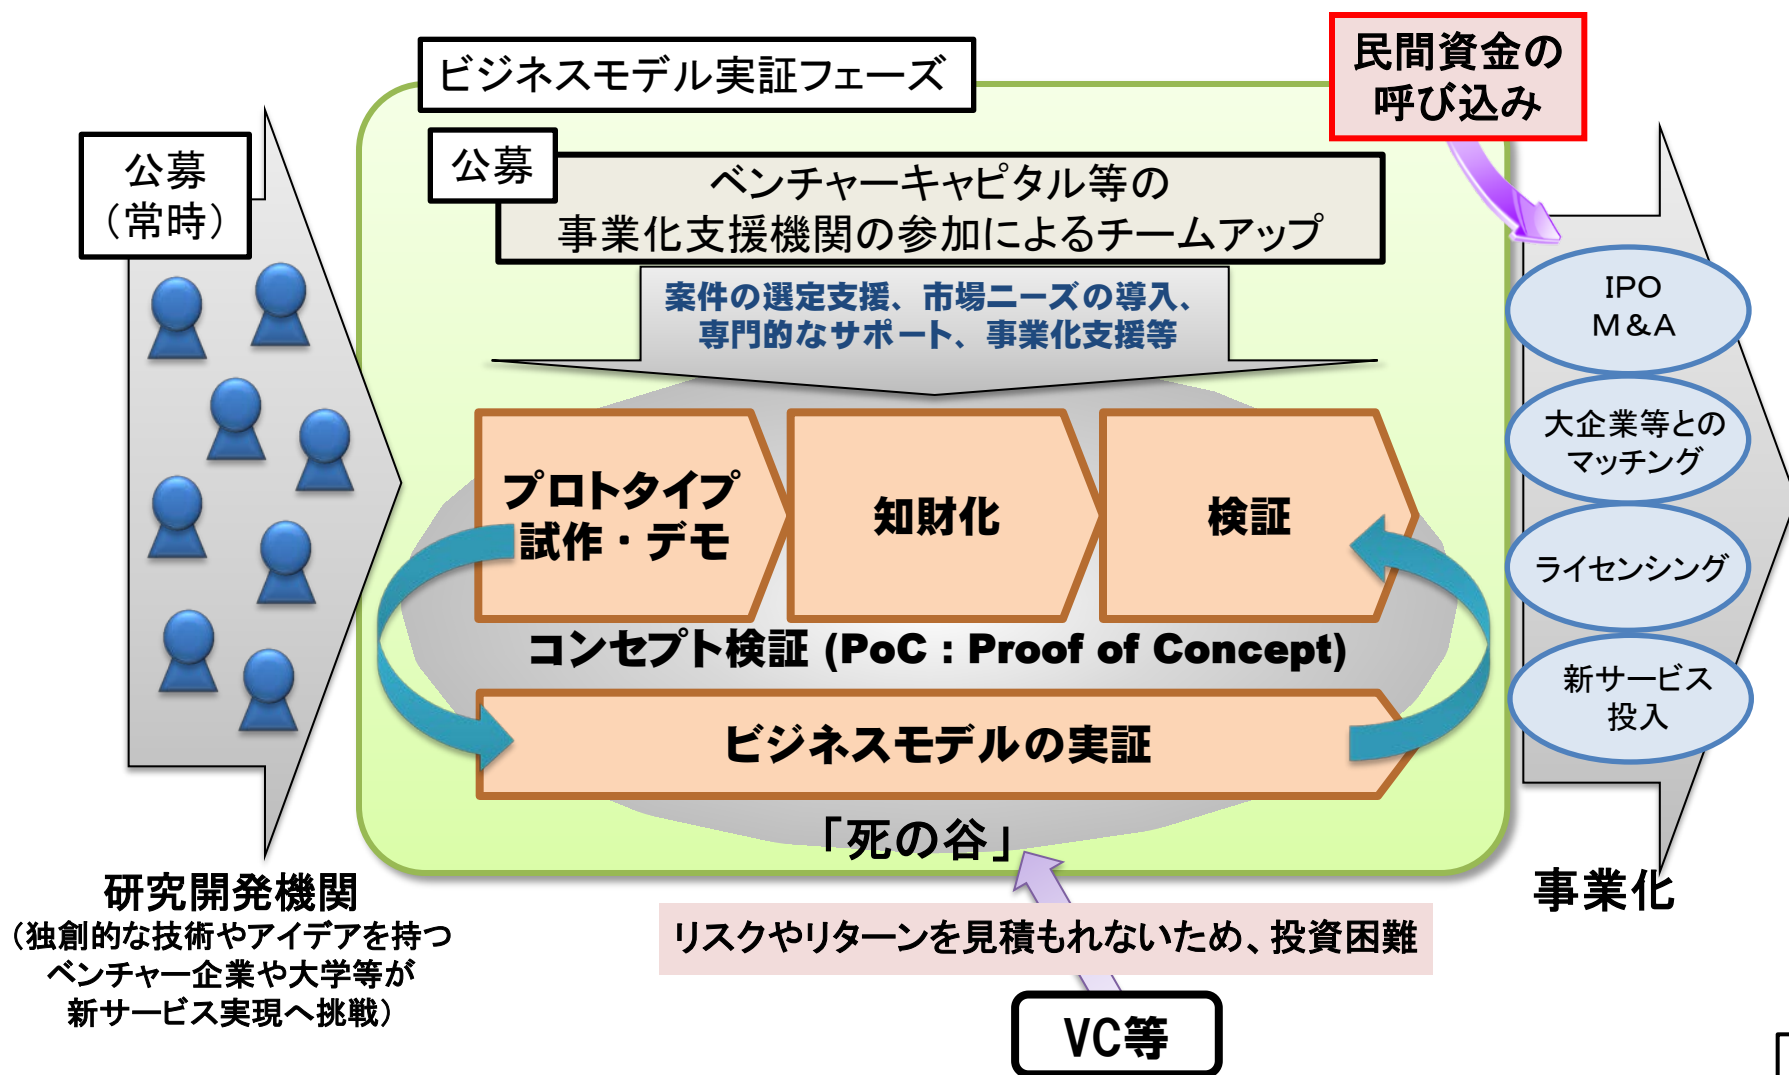 ビジネスモデル実証フェーズ
民間資金の
呼び込み
公募
（常時）
公募
ベンチャーキャピタル等の
事業化支援機関の参加によるチームアップ
案件の選定支援、市場ニーズの導入、
専門的なサポート、事業化支援等
プロトタイプ
試作・デモ
知財化
検証
コンセプト検証 (PoC：Proof of Concept)
ビジネスモデルの実証
「死の谷」
IPO
M＆A
大企業等との
マッチング
ライセンシング
新サービス
投入
研究開発機関
（独創的な技術やアイデアを持つ
ベンチャー企業や大学等が
新サービス実現へ挑戦）
事業化
リスクやリターンを見積もれないため、投資困難
VC等